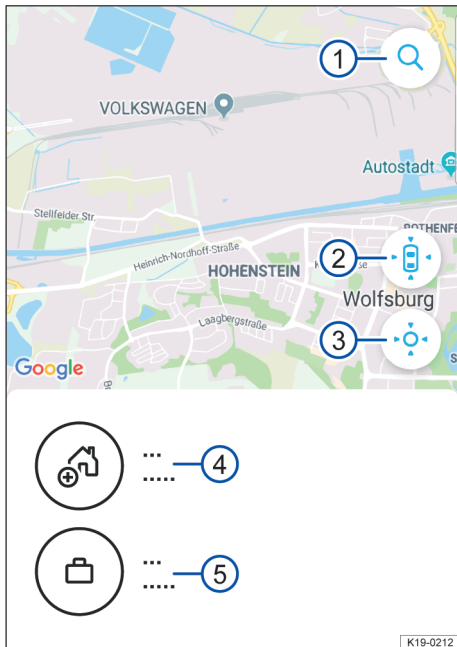 1
VOLKSWAGEN
Autostadt
Stellfelder Str.
Heinrich-Nordhoff-Straße
2
HOHENSTEIN
Wolfsburg
Laagbergstraße
3
Google
...
4
.....
...
5
.....
K19-0212